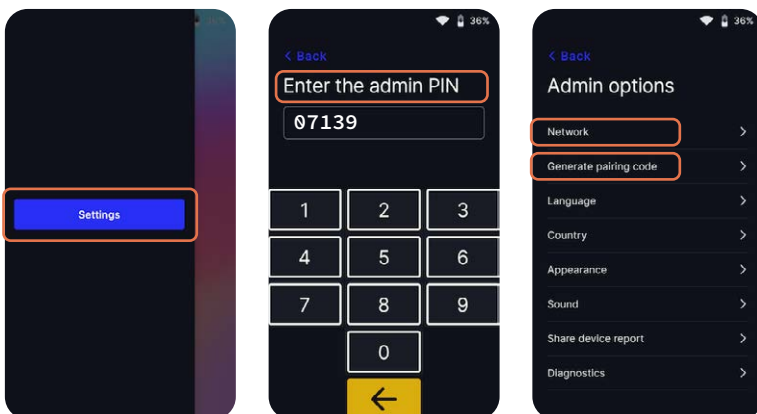 Settings
36%
< Back
Enter the admin PIN
07139
1 2 3
4 5 6
7 8 9
0
36%
< Back
Admin options
Network
Generate pairing code
Language
Country
Appearance
Sound
Share device report
Diagnostics